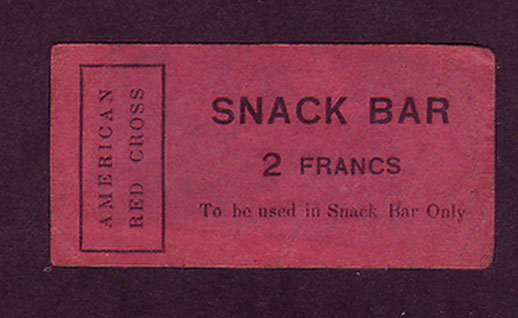 AMERICAN
RED CROSS
SNACK BAR
2 FRANCS
To be used in Snack Bar Only